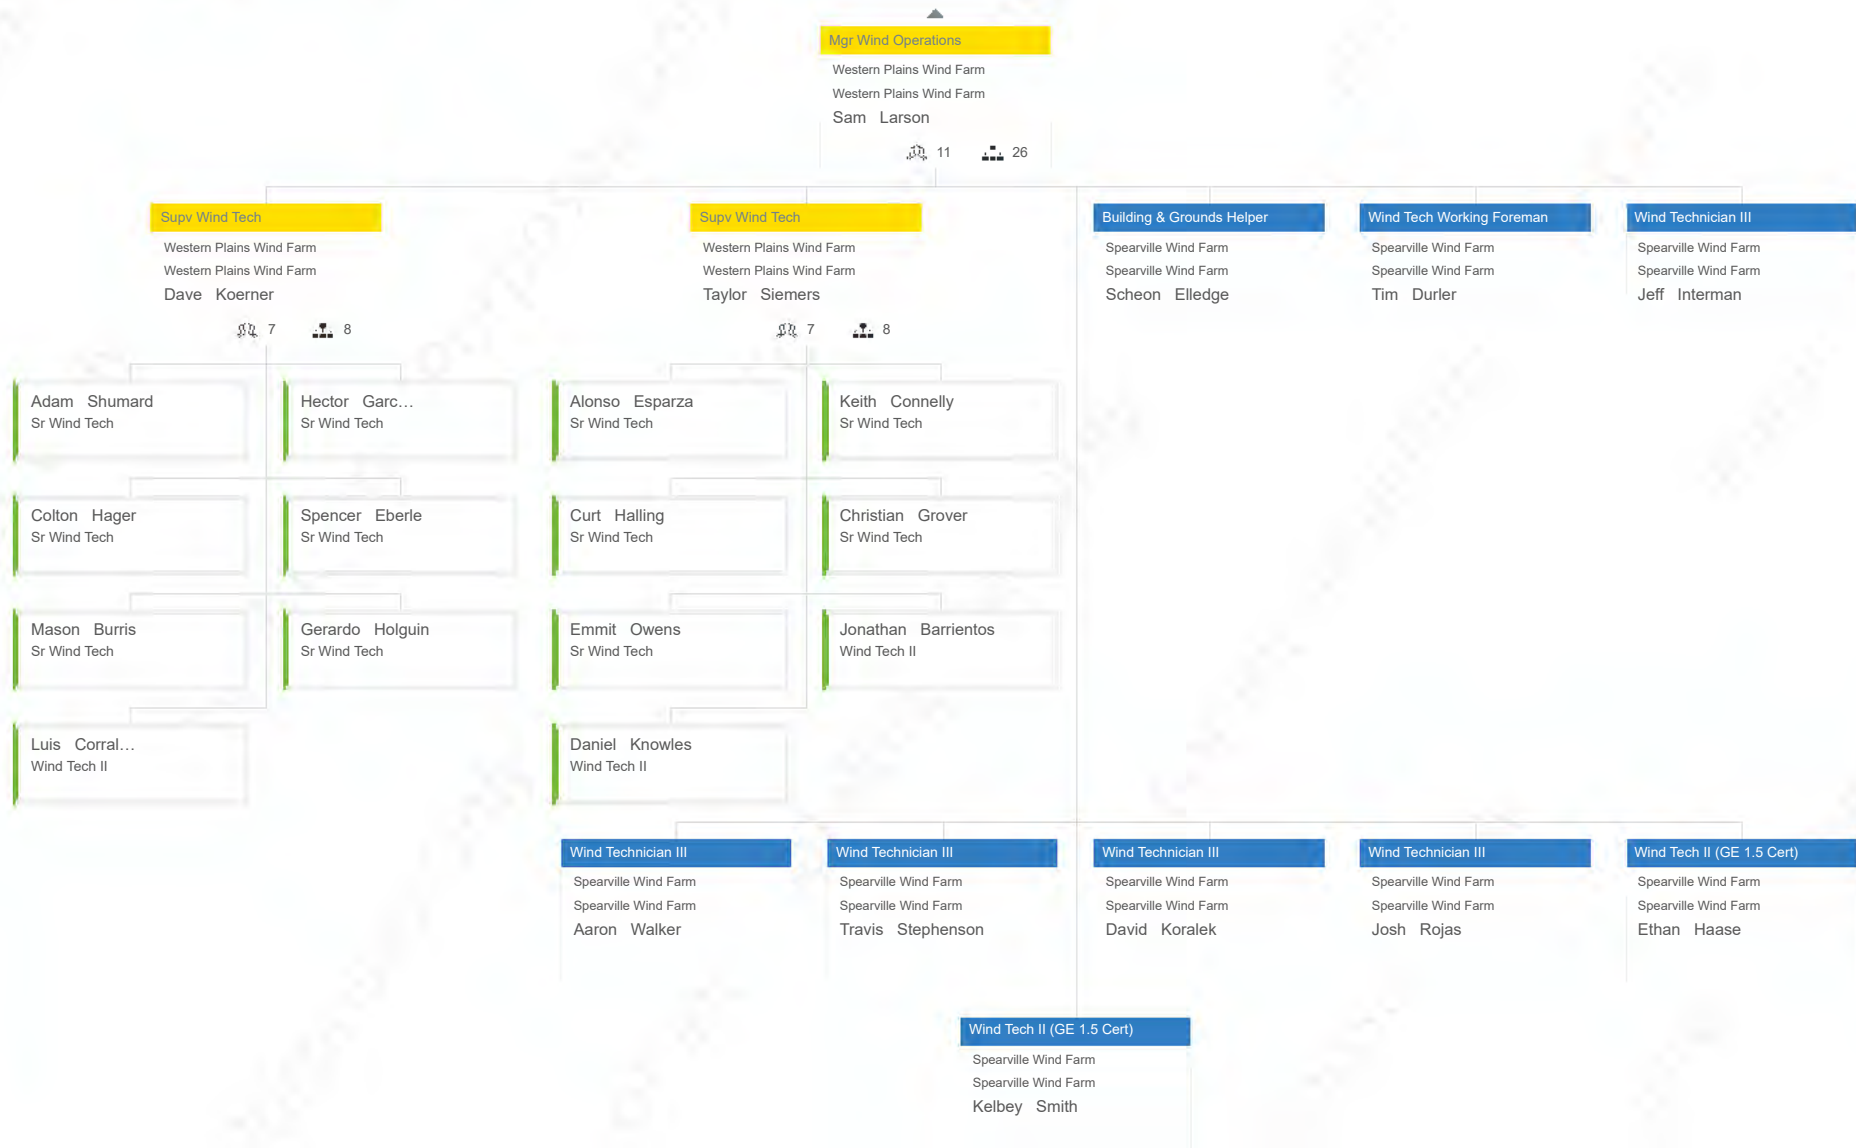 Mgr Wind Operations
Western Plains Wind Farm
Western Plains Wind Farm
Sam Larson
11 26
Supv Wind Tech
Western Plains Wind Farm
Western Plains Wind Farm
Dave Koerner
7 8
Supv Wind Tech
Western Plains Wind Farm
Western Plains Wind Farm
Taylor Siemers
7 8
Building & Grounds Helper
Spearville Wind Farm
Spearville Wind Farm
Scheon Elledge
Wind Tech Working Foreman
Spearville Wind Farm
Spearville Wind Farm
Tim Durler
Wind Technician III
Spearville Wind Farm
Spearville Wind Farm
Jeff Interman
Adam Shumard
Sr Wind Tech
Hector Garc...
Sr Wind Tech
Colton Hager
Sr Wind Tech
Spencer Eberle
Sr Wind Tech
Mason Burris
Sr Wind Tech
Gerardo Holguin
Sr Wind Tech
Luis Corral...
Wind Tech II
Alonso Esparza
Sr Wind Tech
Keith Connelly
Sr Wind Tech
Curt Halling
Sr Wind Tech
Christian Grover
Sr Wind Tech
Emmit Owens
Sr Wind Tech
Jonathan Barrientos
Wind Tech II
Daniel Knowles
Wind Tech II
Wind Technician III
Spearville Wind Farm
Spearville Wind Farm
Aaron Walker
Wind Technician III
Spearville Wind Farm
Spearville Wind Farm
Travis Stephenson
Wind Technician III
Spearville Wind Farm
Spearville Wind Farm
David Koralek
Wind Technician III
Spearville Wind Farm
Spearville Wind Farm
Josh Rojas
Wind Tech II (GE 1.5 Cert)
Spearville Wind Farm
Spearville Wind Farm
Ethan Haase
Wind Tech II (GE 1.5 Cert)
Spearville Wind Farm
Spearville Wind Farm
Kelbey Smith